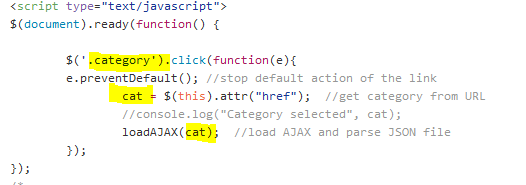 <script type="text/javascript">
$(document).ready(function() {
$('.category').click(function(e){
e.preventDefault(); //stop default action of the link
cat = $(this).attr("href"); //get category from URL
//console.log("Category selected", cat);
loadAJAX(cat); //load AJAX and parse JSON file
});
});
/*